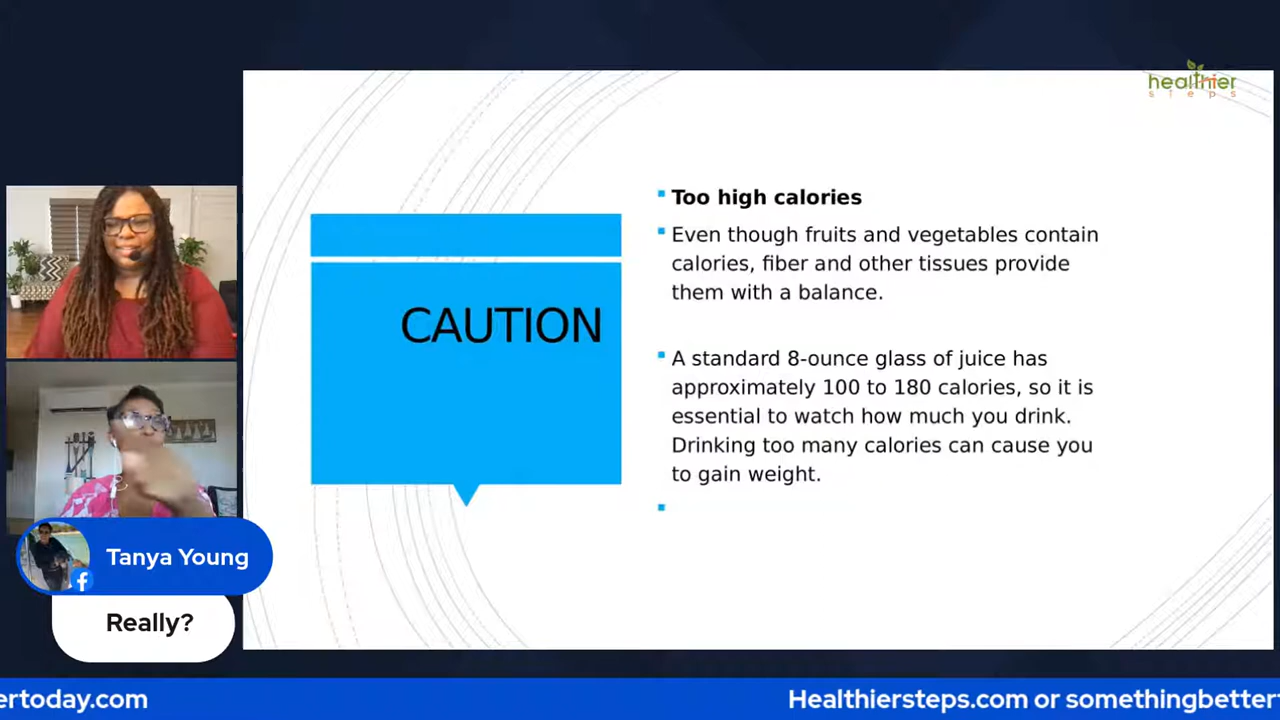 healthier
steps
Too high calories
Even though fruits and vegetables contain
calories, fiber and other tissues provide
them with a balance.
CAUTION
A standard 8-ounce glass of juice has
approximately 100 to 180 calories, so it is
essential to watch how much you drink.
Drinking too many calories can cause you
to gain weight.
Tanya Young
Really?
ertoday.com
Healthiersteps.com or somethingbettert